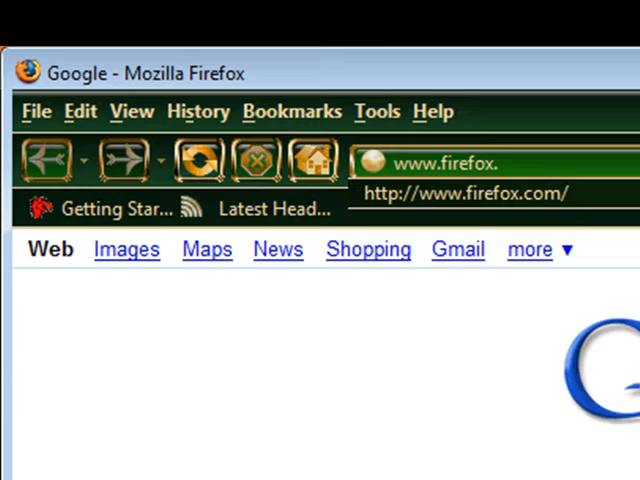 Google - Mozilla Firefox
File Edit View History Bookmarks Tools Help
www.firefox.
http://www.firefox.com/
Getting Star... Latest Head...
Web Images Maps News Shopping Gmail more ▼
G